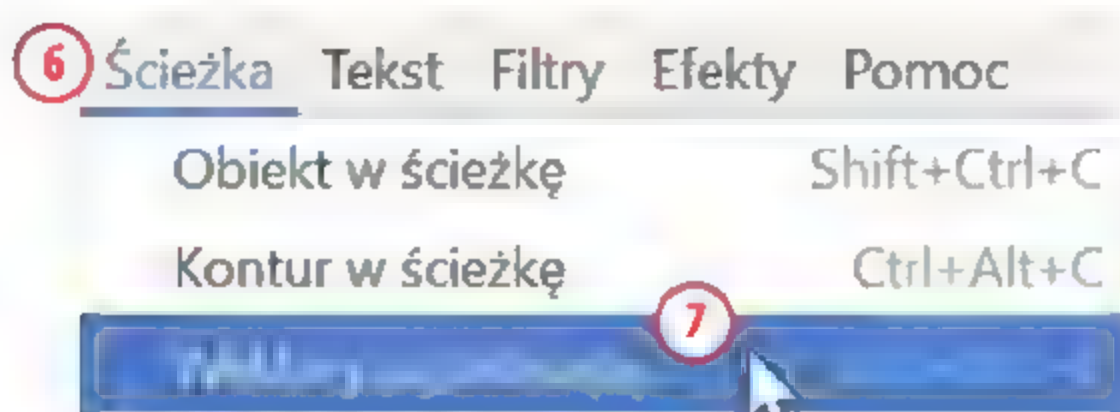 6 Ścieżka Tekst Filtry Efekty Pomoc
Obiekt w ścieżkę Shift+Ctrl+C
Kontur w ścieżkę Ctrl+Alt+C
7